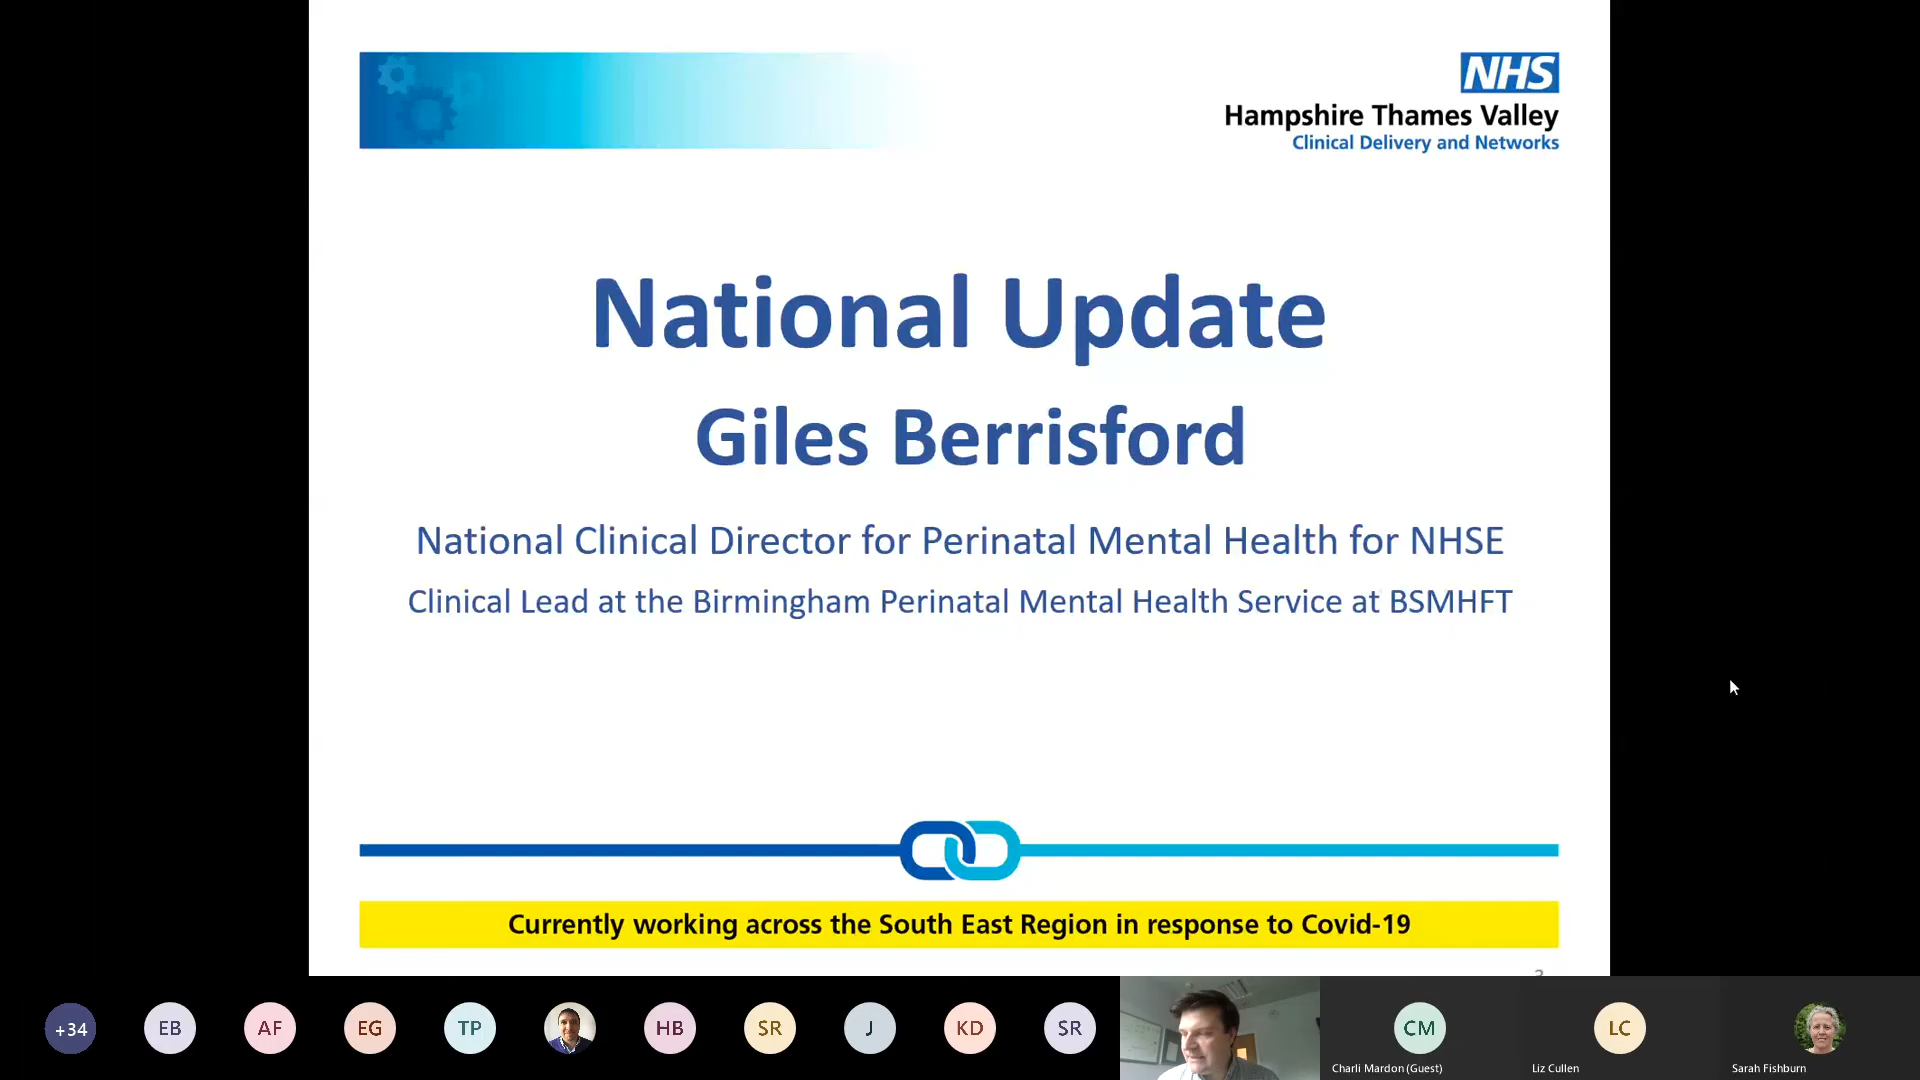 NHS
Hampshire Thames Valley
Clinical Delivery and Networks
National Update
Giles Berrisford
National Clinical Director for Perinatal Mental Health for NHSE
Clinical Lead at the Birmingham Perinatal Mental Health Service at BSMHFT
Currently working across the South East Region in response to Covid-19
+34
EB
AF
EG
TP
HB
SR
J
KD
SR
CM
LC
Charli Mardon (Guest)
Liz Cullen
Sarah Fishburn